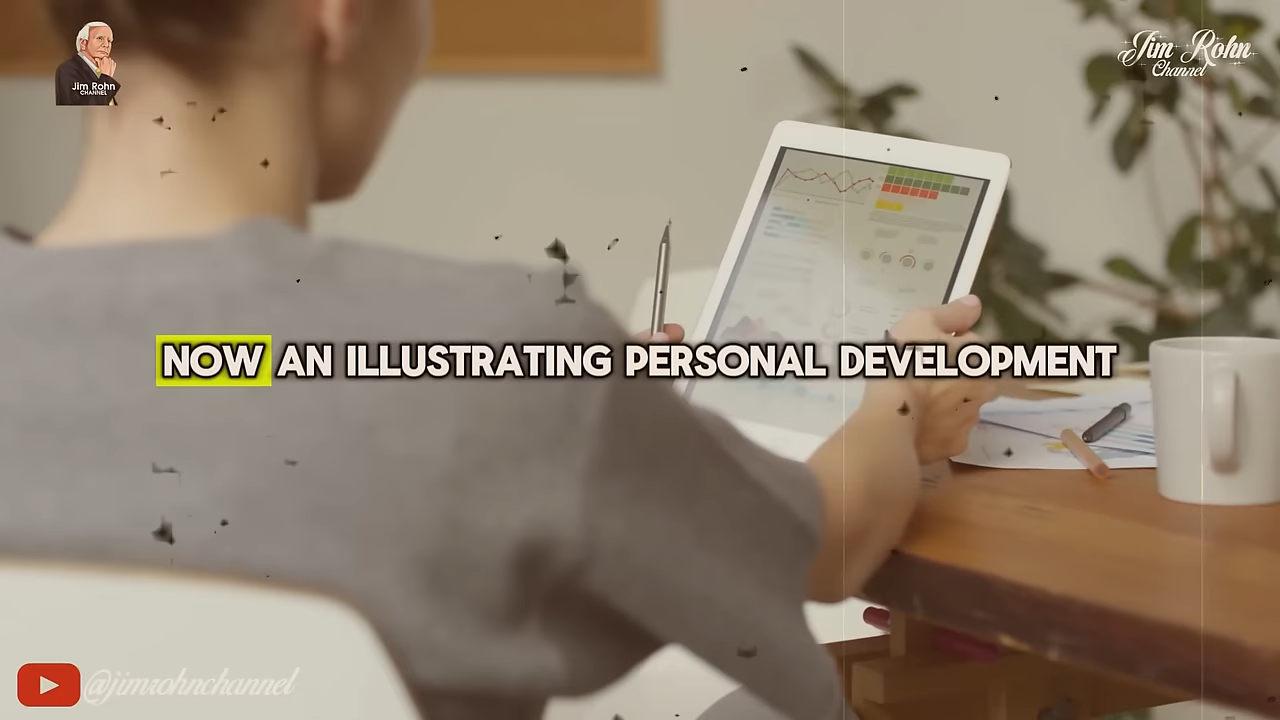 Jim Rohn
CHANNEL
Jim Rohn
Channel
NOW AN ILLUSTRATING PERSONAL DEVELOPMENT
@jimrohnchannel